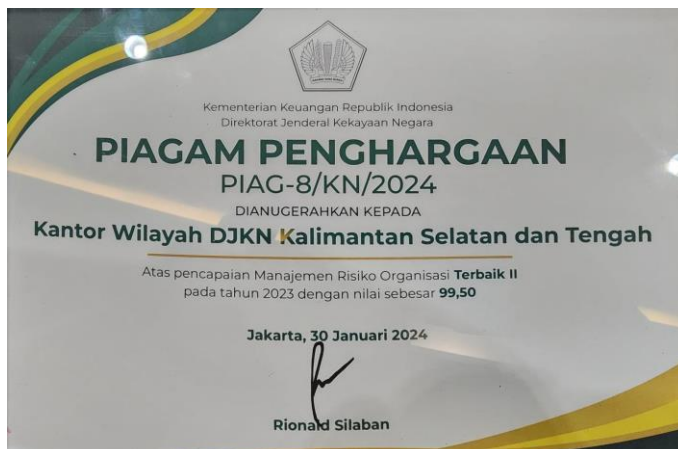 Kementerian Keuangan Republik Indonesia
Direktorat Jenderal Kekayaan Negara
PIAGAM PENGHARGAAN
PIAG-8/KN/2024
DIANUGERAHKAN KEPADA
Kantor Wilayah DJKN Kalimantan Selatan dan Tengah
Atas pencapaian Manajemen Risiko Organisasi Terbaik II
pada tahun 2023 dengan nilai sebesar 99,50
Jakarta, 30 Januari 2024
Rionald Silaban